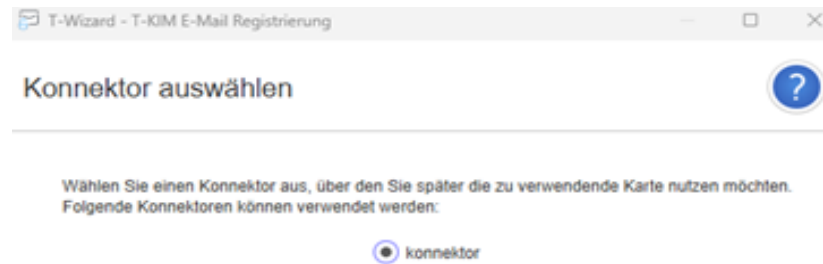 T-Wizard - T-KIM E-Mail Registrierung
Konnektor auswählen
?
Wählen Sie einen Konnektor aus, über den Sie später die zu verwendende Karte nutzen möchten.
Folgende Konnektoren können verwendet werden:
konnektor